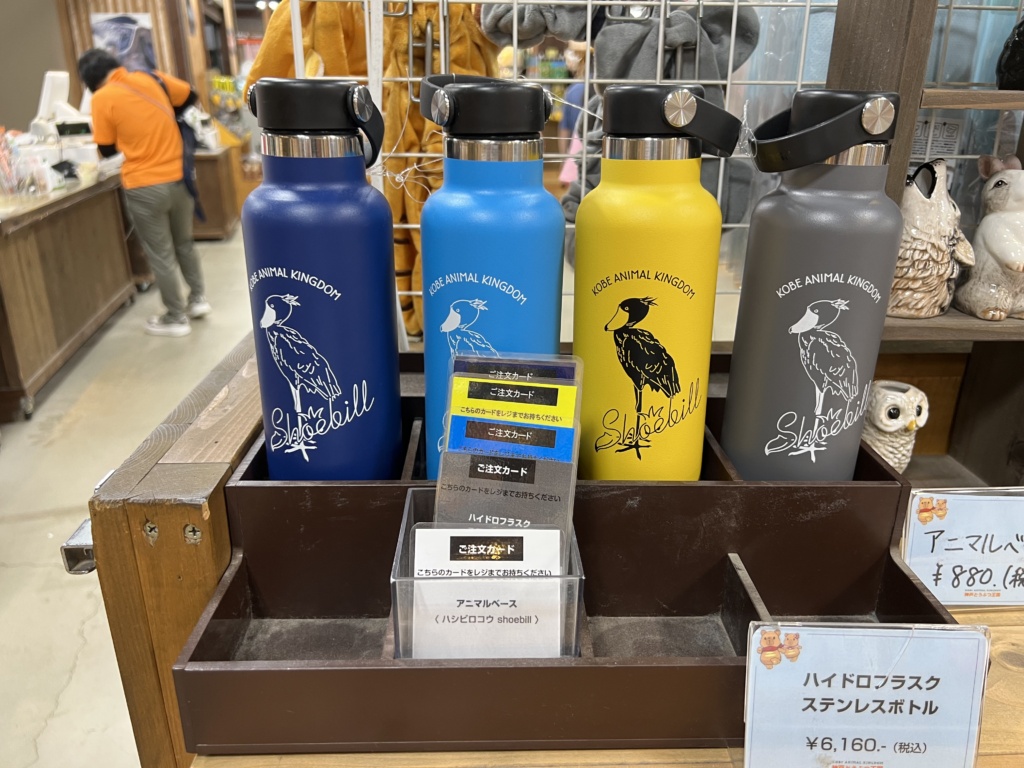 KOBE ANIMAL KINGDOM
Shoebill
KOBE ANIMAL KINGDOM
KOBE ANIMAL KINGDOM
Shoebill
KOBE ANIMAL KINGDOM
Shoebill
ご注文カード
ご注文カード
こちらのカードをレジまでお持ちください
ご注文カード
ご注文カード
こちらのカードをレジまでお持ちください
ハイドロフラスク
ご注文カード
こちらのカードをレジまでお持ちください
アニマルベース
〈 ハシビロコウ shoebill 〉
アニマルベ
¥880.(税
ハイドロフラスク
ステンレスボトル
¥6,160.-(税込)